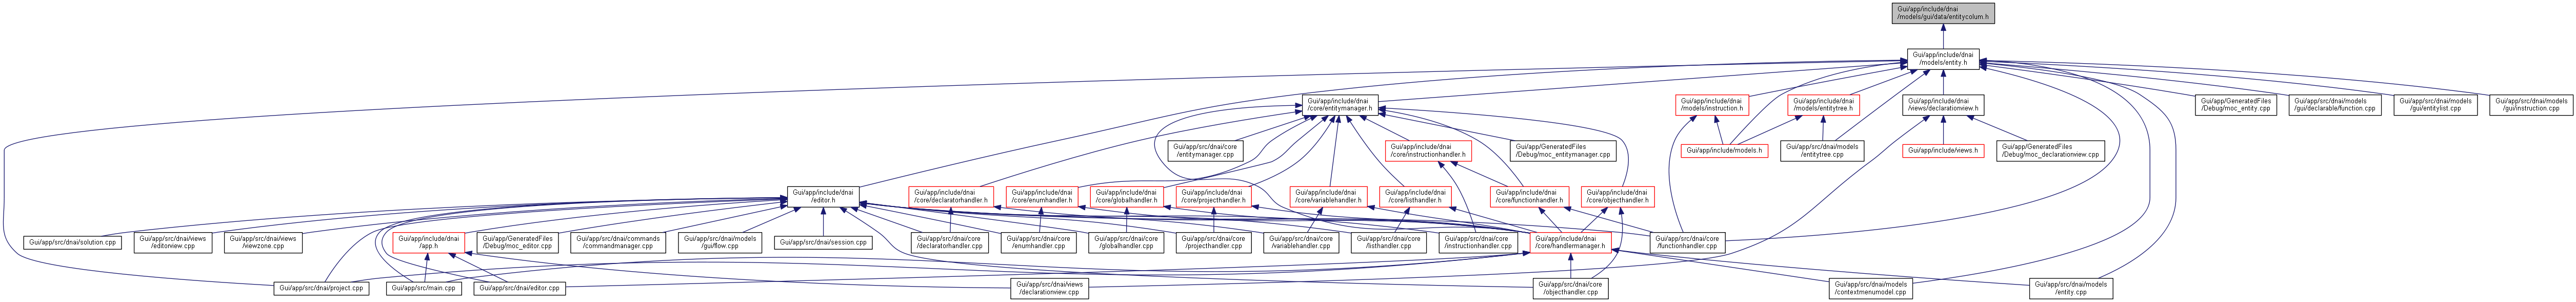 Gui/app/include/dnai
/models/gui/data/entitycolum.h
Gui/app/include/dnai
/models/entity.h
Gui/app/include/dnai
/core/entitymanager.h
Gui/app/include/dnai
/models/instruction.h
Gui/app/include/dnai
/models/entitytree.h
Gui/app/include/dnai
/views/declarationview.h
Gui/app/GeneratedFiles
/Debug/moc_entity.cpp
Gui/app/src/dnai/models
/gui/declarable/function.cpp
Gui/app/src/dnai/models
/gui/entitylist.cpp
Gui/app/src/dnai/models
/gui/instruction.cpp
Gui/app/src/dnai/core
/entitymanager.cpp
Gui/app/include/dnai
/core/instructionhandler.h
Gui/app/GeneratedFiles
/Debug/moc_entitymanager.cpp
Gui/app/include/models.h
Gui/app/src/dnai/models
/entitytree.cpp
Gui/app/include/views.h
Gui/app/GeneratedFiles
/Debug/moc_declarationview.cpp
Gui/app/include/dnai
/editor.h
Gui/app/include/dnai
/core/declaratorhandler.h
Gui/app/include/dnai
/core/enumhandler.h
Gui/app/include/dnai
/core/globalhandler.h
Gui/app/include/dnai
/core/projecthandler.h
Gui/app/include/dnai
/core/variablehandler.h
Gui/app/include/dnai
/core/listhandler.h
Gui/app/include/dnai
/core/functionhandler.h
Gui/app/include/dnai
/core/objecthandler.h
Gui/app/src/dnai/solution.cpp
Gui/app/src/dnai/views
/editorview.cpp
Gui/app/src/dnai/views
/viewzone.cpp
Gui/app/include/dnai
/app.h
Gui/app/GeneratedFiles
/Debug/moc_editor.cpp
Gui/app/src/dnai/commands
/commandmanager.cpp
Gui/app/src/dnai/models
/gui/flow.cpp
Gui/app/src/dnai/session.cpp
Gui/app/src/dnai/core
/declaratorhandler.cpp
Gui/app/src/dnai/core
/enumhandler.cpp
Gui/app/src/dnai/core
/globalhandler.cpp
Gui/app/src/dnai/core
/projecthandler.cpp
Gui/app/src/dnai/core
/variablehandler.cpp
Gui/app/src/dnai/core
/listhandler.cpp
Gui/app/src/dnai/core
/instructionhandler.cpp
Gui/app/include/dnai
/core/handlermanager.h
Gui/app/src/dnai/core
/functionhandler.cpp
Gui/app/src/dnai/project.cpp
Gui/app/src/main.cpp
Gui/app/src/dnai/editor.cpp
Gui/app/src/dnai/views
/declarationview.cpp
Gui/app/src/dnai/core
/objecthandler.cpp
Gui/app/src/dnai/models
/contextmenumodel.cpp
Gui/app/src/dnai/models
/entity.cpp